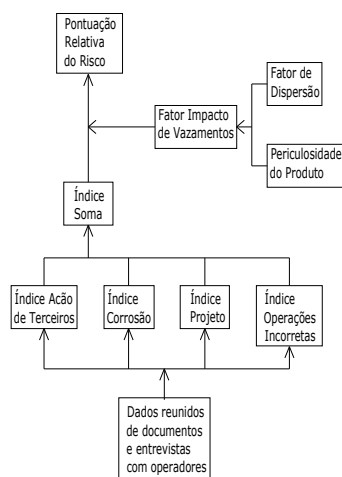 Pontuação
Relativa
do Risco
Fator de
Dispersão
Fator Impacto
de Vazamentos
Periculosidade
do Produto
Índice
Soma
Índice Acão
de Terceiros
Índice
Corrosão
Índice
Projeto
Índice
Operações
Incorretas
Dados reunidos
de documentos
e entrevistas
com operadores